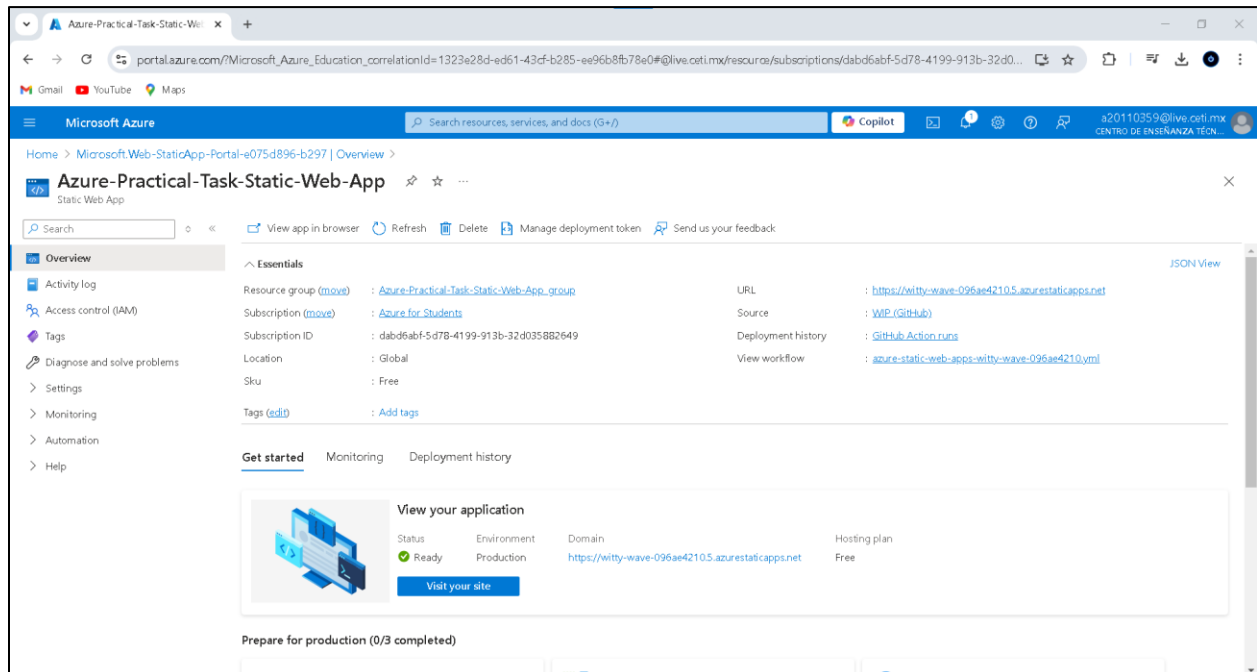 Azure-Practical-Task-Static-Wel
portal.azure.com/?Microsoft_Azure_Education_correlationId=1323e28d-ed61-43cf-b285-ee96b8fb78e0#@live.ceti.mx/resource/subscriptions/dabd6abf-5d78-4199-913b-32d0...
Gmail YouTube Maps
Microsoft Azure Search resources, services, and docs (G+/) Copilot 1 a20110359@live.ceti.mx
CENTRO DE ENSEÑANZA TÉCN...
Home > Microsoft.Web-StaticApp-Portal-e075d896-b297 | Overview >
Azure-Practical-Task-Static-Web-App ...
Static Web App
Search View app in browser Refresh Delete Manage deployment token Send us your feedback
Overview
Activity log
Access control (IAM)
Tags
Diagnose and solve problems
Settings
Monitoring
Automation
Help
Essentials JSON View
Resource group (move) : Azure-Practical-Task-Static-Web-App_group
Subscription (move) : Azure for Students
Subscription ID : dabd6abf-5d78-4199-913b-32d035882649
Location : Global
Sku : Free
Tags (edit) : Add tags
URL : https://witty-wave-096ae4210.5.azurestaticapps.net
Source : WIP (GitHub)
Deployment history : GitHub Action runs
View workflow : azure-static-web-apps-witty-wave-096ae4210.yml
Get started Monitoring Deployment history
View your application
Status Environment Domain Hosting plan
Ready Production https://witty-wave-096ae4210.5.azurestaticapps.net Free
Visit your site
Prepare for production (0/3 completed)